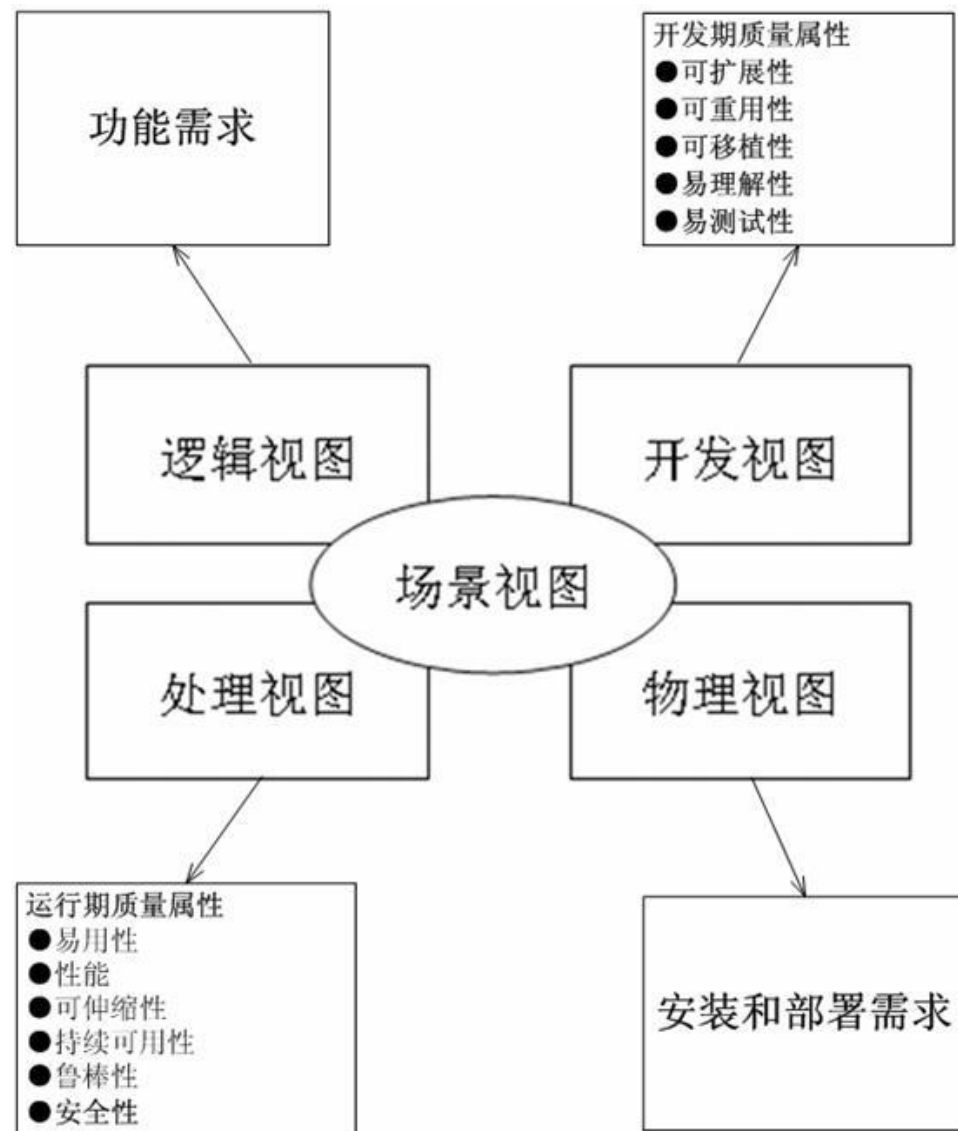 功能需求
开发期质量属性
●可扩展性
●可重用性
●可移植性
●易理解性
●易测试性
逻辑视图
开发视图
场景视图
处理视图
物理视图
运行期质量属性
●易用性
●性能
●可伸缩性
●持续可用性
●鲁棒性
●安全性
安装和部署需求